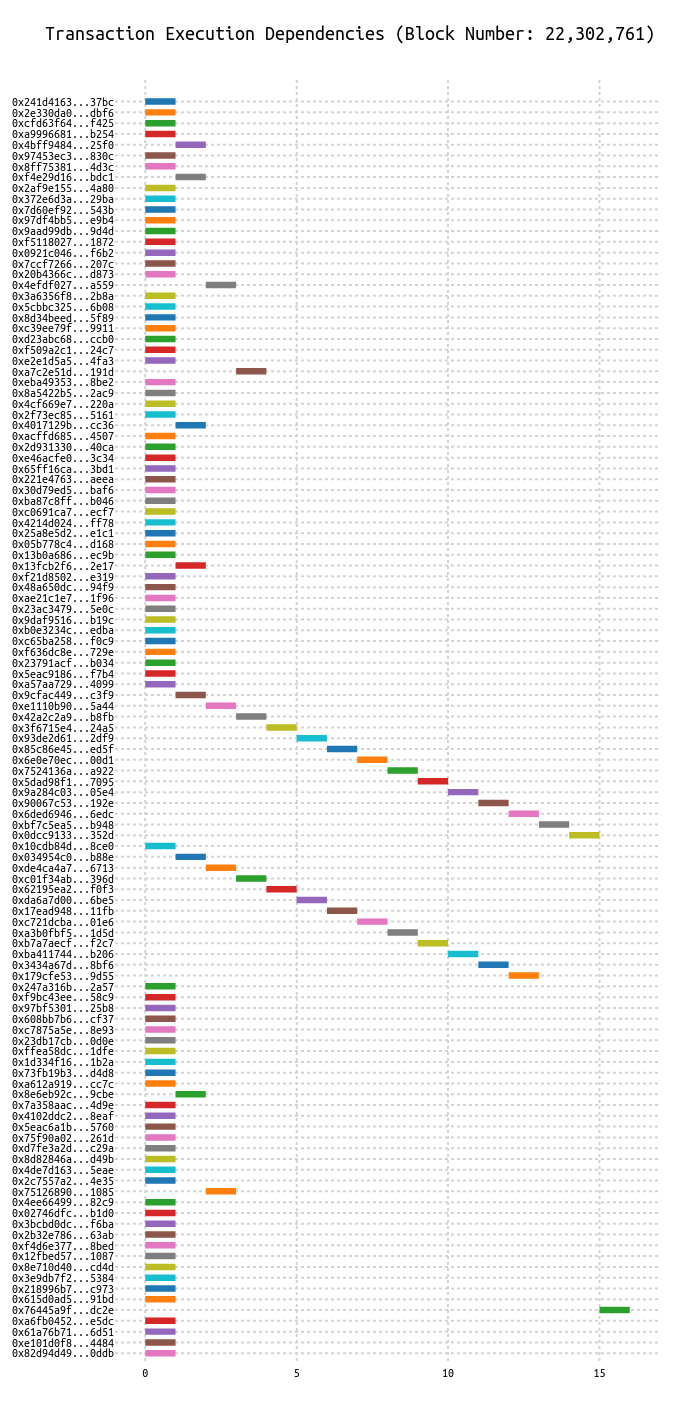 Transaction Execution Dependencies (Block Number: 22,302,761)
0x241d4163...37bc
0x2e330da0...dbf6
0xcfd63f64...f425
0xa9996681...b254
0x4bff9484...25f0
0x97453ec3...830c
0x8ff75381...4d3c
0xf4e29d16...bdc1
0x2af9e155...4a80
0x372e6d3a...29ba
0x7d60ef92...543b
0x97df4bb5...e9b4
0x9aad99db...9d4d
0xf5118027...1872
0x0921c046...f6b2
0x7ccf7266...207c
0x20b4366c...d873
0x4efdf027...a559
0x3a6356f8...2b8a
0x5cbbc325...6b08
0x8d34beed...5f89
0xc39ee79f...9911
0xd23abc68...ccb0
0xf509a2c1...24c7
0xe2e1d5a5...4fa3
0xa7c2e51d...191d
0xeba49353...8be2
0x8a5422b5...2ac9
0x4cf669e7...220a
0x2f73ec85...5161
0x4017129b...cc36
0xacffd685...4507
0x2d931330...40ca
0xe46acfe0...3c34
0x65ff16ca...3bd1
0x221e4763...aeea
0x30d79ed5...baf6
0xba87c8ff...b046
0xc0691ca7...ecf7
0x4214d024...ff78
0x25a8e5d2...e1c1
0x05b778c4...d168
0x13b0a686...ec9b
0x13fcb2f6...2e17
0xf21d8502...e319
0x48a650dc...94f9
0xae21c1e7...1f96
0x23ac3479...5e0c
0x9daf9516...b19c
0xb0e3234c...edba
0xc65ba258...f0c9
0xf636dc8e...729e
0x23791acf...b034
0x5eac9186...f7b4
0xa57aa729...4099
0x9cfac449...c3f9
0xe1110b90...5a44
0x42a2c2a9...b8fb
0x3f6715e4...24a5
0x93de2d61...2df9
0x85c86e45...ed5f
0x6e0e70ec...00d1
0x7524136a...a922
0x5dad98f1...7095
0x9a284c03...05e4
0x90067c53...192e
0x6ded6946...6edc
0xbf7c5ea5...b948
0x0dcc9133...352d
0x10cdb84d...8ce0
0x034954c0...b88e
0xde4ca4a7...6713
0xc01f34ab...396d
0x62195ea2...f0f3
0xda6a7d00...6be5
0x17ead948...11fb
0xc721dcba...01e6
0xa3b0fbf5...1d5d
0xb7a7aecf...f2c7
0xba411744...b206
0x3434a67d...8bf6
0x179cfe53...9d55
0x247a316b...2a57
0xf9bc43ee...58c9
0x97bf5301...25b8
0x608bb7b6...cf37
0xc7875a5e...8e93
0x23db17cb...0d0e
0xffea58dc...1dfe
0x1d334f16...1b2a
0x73fb19b3...d4d8
0xa612a919...cc7c
0x8e6eb92c...9cbe
0x7a358aac...4d9e
0x4102ddc2...8eaf
0x5eac6a1b...5760
0x75f90a02...261d
0xd7fe3a2d...c29a
0x8d82846a...d49b
0x4de7d163...5eae
0x2c7557a2...4e35
0x75126890...1085
0x4ee66499...82c9
0x02746dfc...b1d0
0x3bcbd0dc...f6ba
0x2b32e786...63ab
0xf4d6e377...8bed
0x12fbed57...1087
0x8e710d40...cd4d
0x3e9db7f2...5384
0x218996b7...c973
0x615d0ad5...91bd
0x76445a9f...dc2e
0xa6fb0452...e5dc
0x61a76b71...6d51
0xe101d0f8...4484
0x82d94d49...0ddb
0 5 10 15